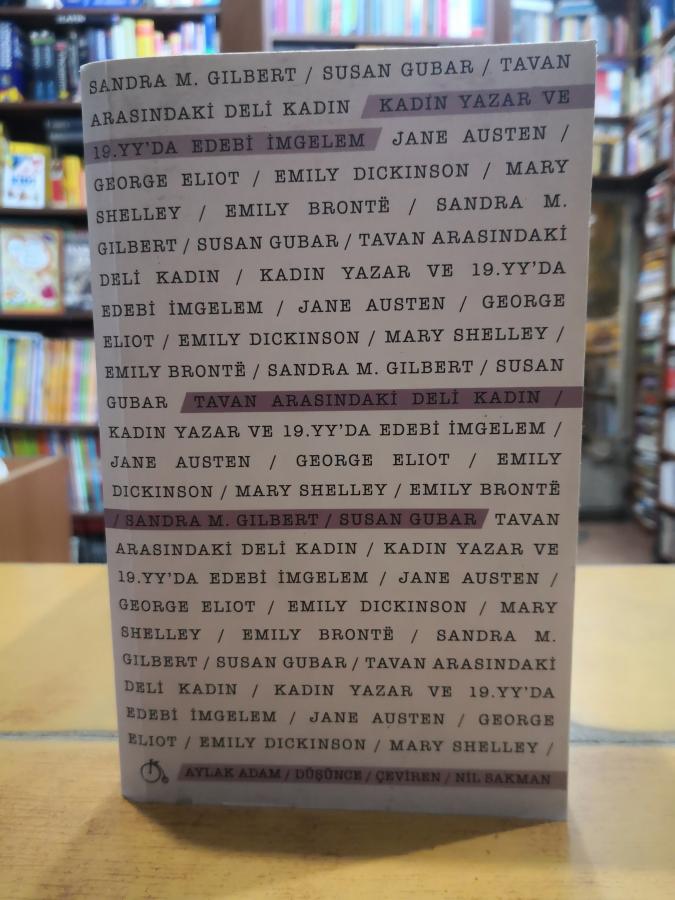 SANDRA M. GILBERT / SUSAN GUBAR / TAVAN
ARASINDAKİ DELİ KADIN KADIN YAZAR VE
19.YY'DA EDEBİ İMGELEM JANE AUSTEN /
GEORGE ELIOT / EMILY DICKINSON / MARY
SHELLEY / EMILY BRONTË / SANDRA M.
GILBERT / SUSAN GUBAR / TAVAN ARASINDAKİ
DELİ KADIN / KADIN YAZAR VE 19.YY'DA
EDEBİ İMGELEM / JANE AUSTEN / GEORGE
ELIOT / EMILY DICKINSON / MARY SHELLEY /
EMILY BRONTË / SANDRA M. GILBERT / SUSAN
GUBAR TAVAN ARASINDAKİ DELİ KADIN /
KADIN YAZAR VE 19.YY'DA EDEBİ İMGELEM /
JANE AUSTEN / GEORGE ELIOT / EMILY
DICKINSON / MARY SHELLEY / EMILY BRONTË
/ SANDRA M. GILBERT / SUSAN GUBAR TAVAN
ARASINDAKİ DELİ KADIN / KADIN YAZAR VE
19.YY'DA EDEBİ İMGELEM / JANE AUSTEN /
GEORGE ELIOT / EMILY DICKINSON / MARY
SHELLEY / EMILY BRONTË / SANDRA M.
GILBERT / SUSAN GUBAR / TAVAN ARASINDAKİ
DELİ KADIN / KADIN YAZAR VE 19.YY'DA
EDEBİ İMGELEM / JANE AUSTEN / GEORGE
ELIOT / EMILY DICKINSON / MARY SHELLEY /
AYLAK ADAM / DÜŞÜNCE / ÇEVİREN / NİL SAKMAN